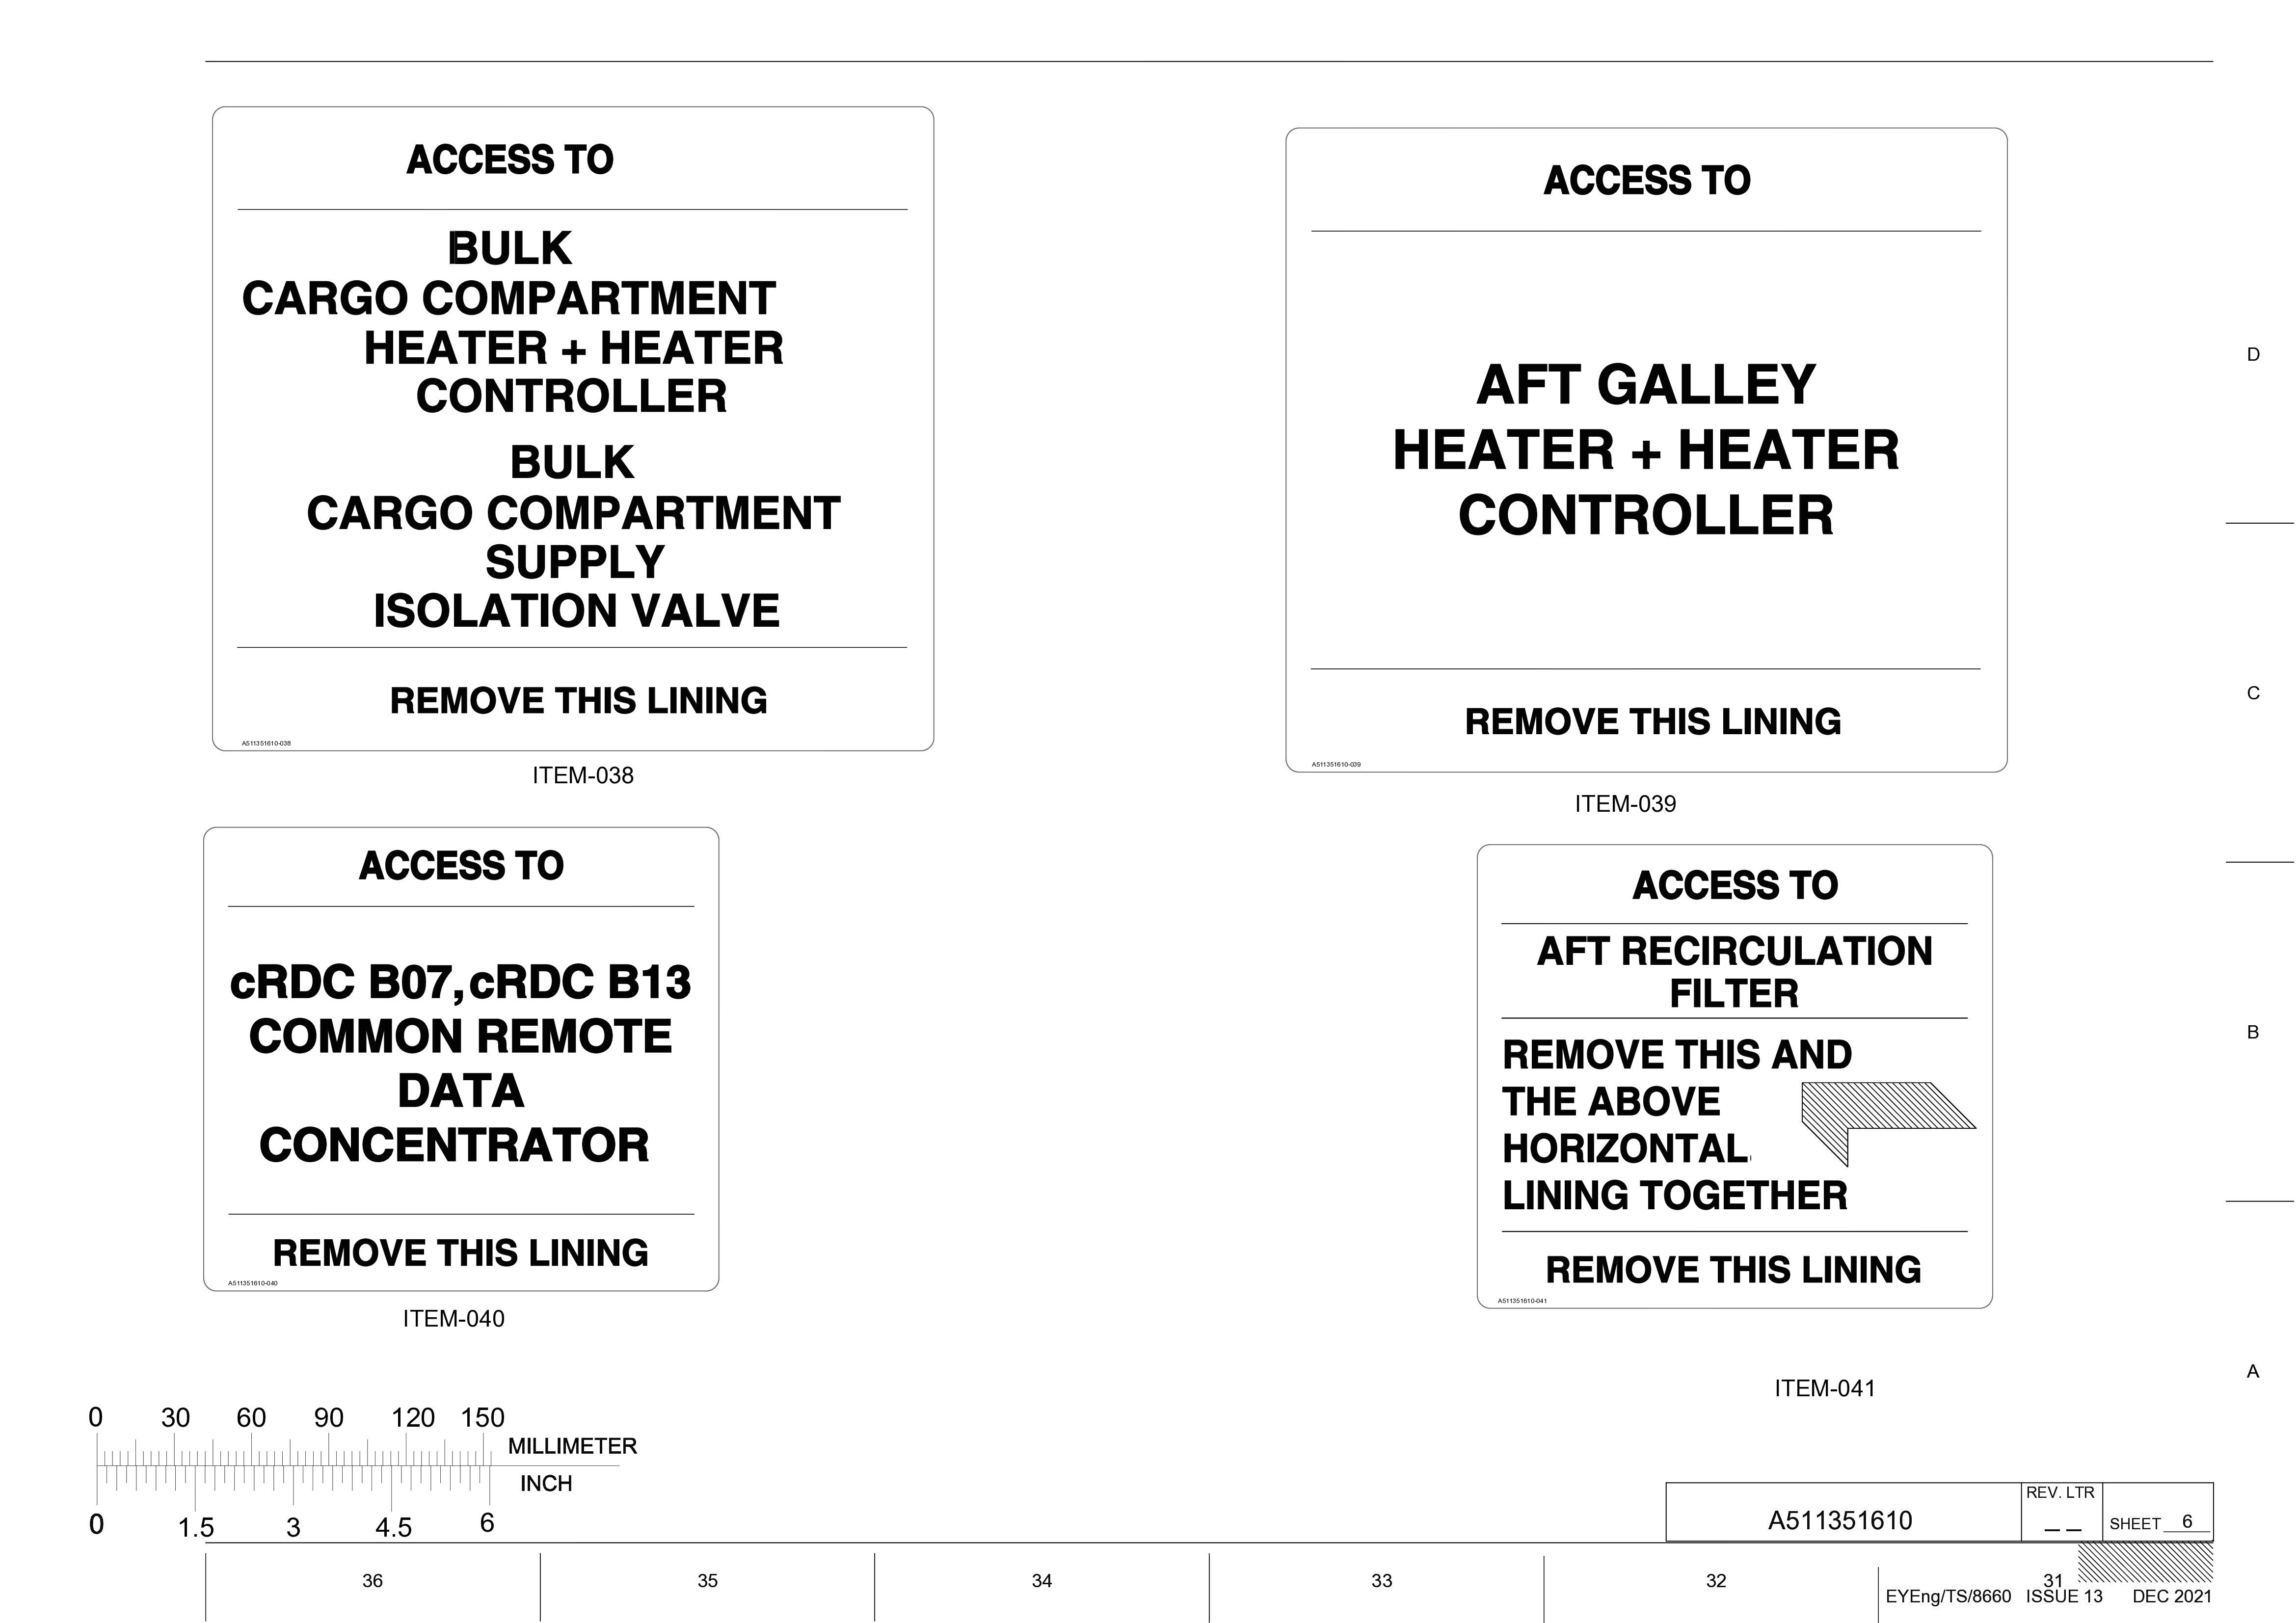 ACCESS TO
BULK
CARGO COMPARTMENT
HEATER + HEATER
CONTROLLER
BULK
CARGO COMPARTMENT
SUPPLY
ISOLATION VALVE
REMOVE THIS LINING
A511351610-038
ITEM-038
ACCESS TO
AFT GALLEY
HEATER + HEATER
CONTROLLER
REMOVE THIS LINING
A511351610-039
ITEM-039
ACCESS TO
cRDC B07, cRDC B13
COMMON REMOTE
DATA
CONCENTRATOR
REMOVE THIS LINING
A511351610-040
ITEM-040
ACCESS TO
AFT RECIRCULATION
FILTER
REMOVE THIS AND
THE ABOVE
HORIZONTAL
LINING TOGETHER
REMOVE THIS LINING
A511351610-041
ITEM-041
D
C
B
A
0 30 60 90 120 150
MILLIMETER
INCH
0 1.5 3 4.5 6
A511351610
REV. LTR
_ _
SHEET 6
36 35 34 33 32 31
EYEng/TS/8660 ISSUE 13 DEC 2021